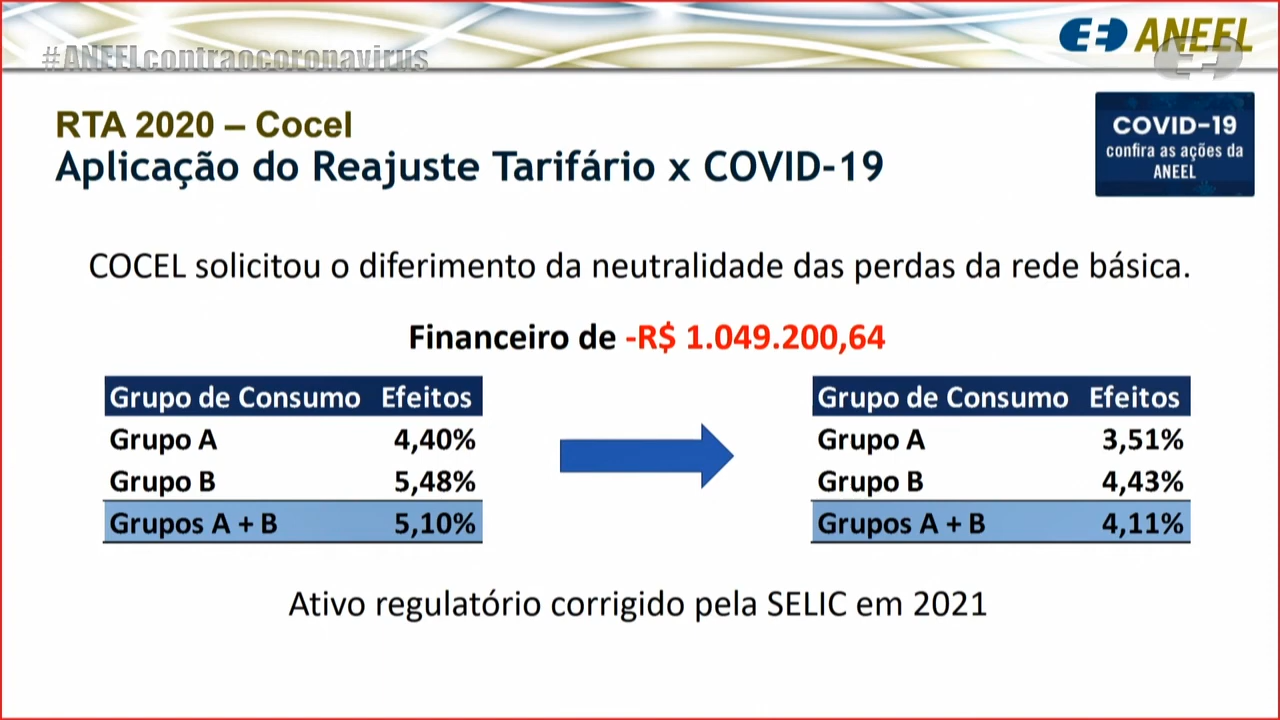 #ANEELcontraocoronavirus
ANEEL
RTA 2020 – Cocel
Aplicação do Reajuste Tarifário x COVID-19
COVID-19
confira as ações da
ANEEL
COCEL solicitou o diferimento da neutralidade das perdas da rede básica.
Financeiro de -R$ 1.049.200,64
Grupo de Consumo Efeitos
Grupo A 4,40%
Grupo B 5,48%
Grupos A + B 5,10%
Grupo de Consumo Efeitos
Grupo A 3,51%
Grupo B 4,43%
Grupos A + B 4,11%
Ativo regulatório corrigido pela SELIC em 2021